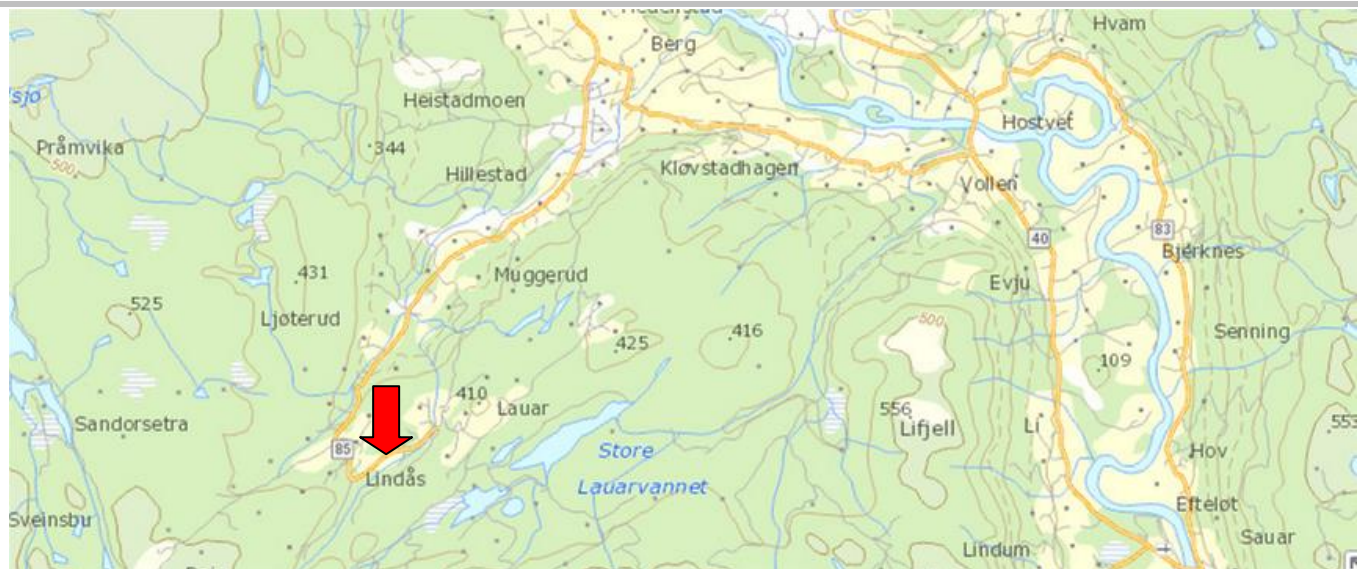 Hvam
Berg
sjo
Heistadmoen
Pråmvika
500
344
Hostvet
Hillestad
Kløvstadhagen
Vollen
40
83
Bjerknes
431
Muggerud
Evju
525
Ljøterud
500
Senning
425
416
109
410
Lauar
556
Sandorsetra
Lifjell
Li
553
85
Store
Lauarvannet
Hov
Lindås
Efteløt
Sveinsbu
Sauar
Lindum